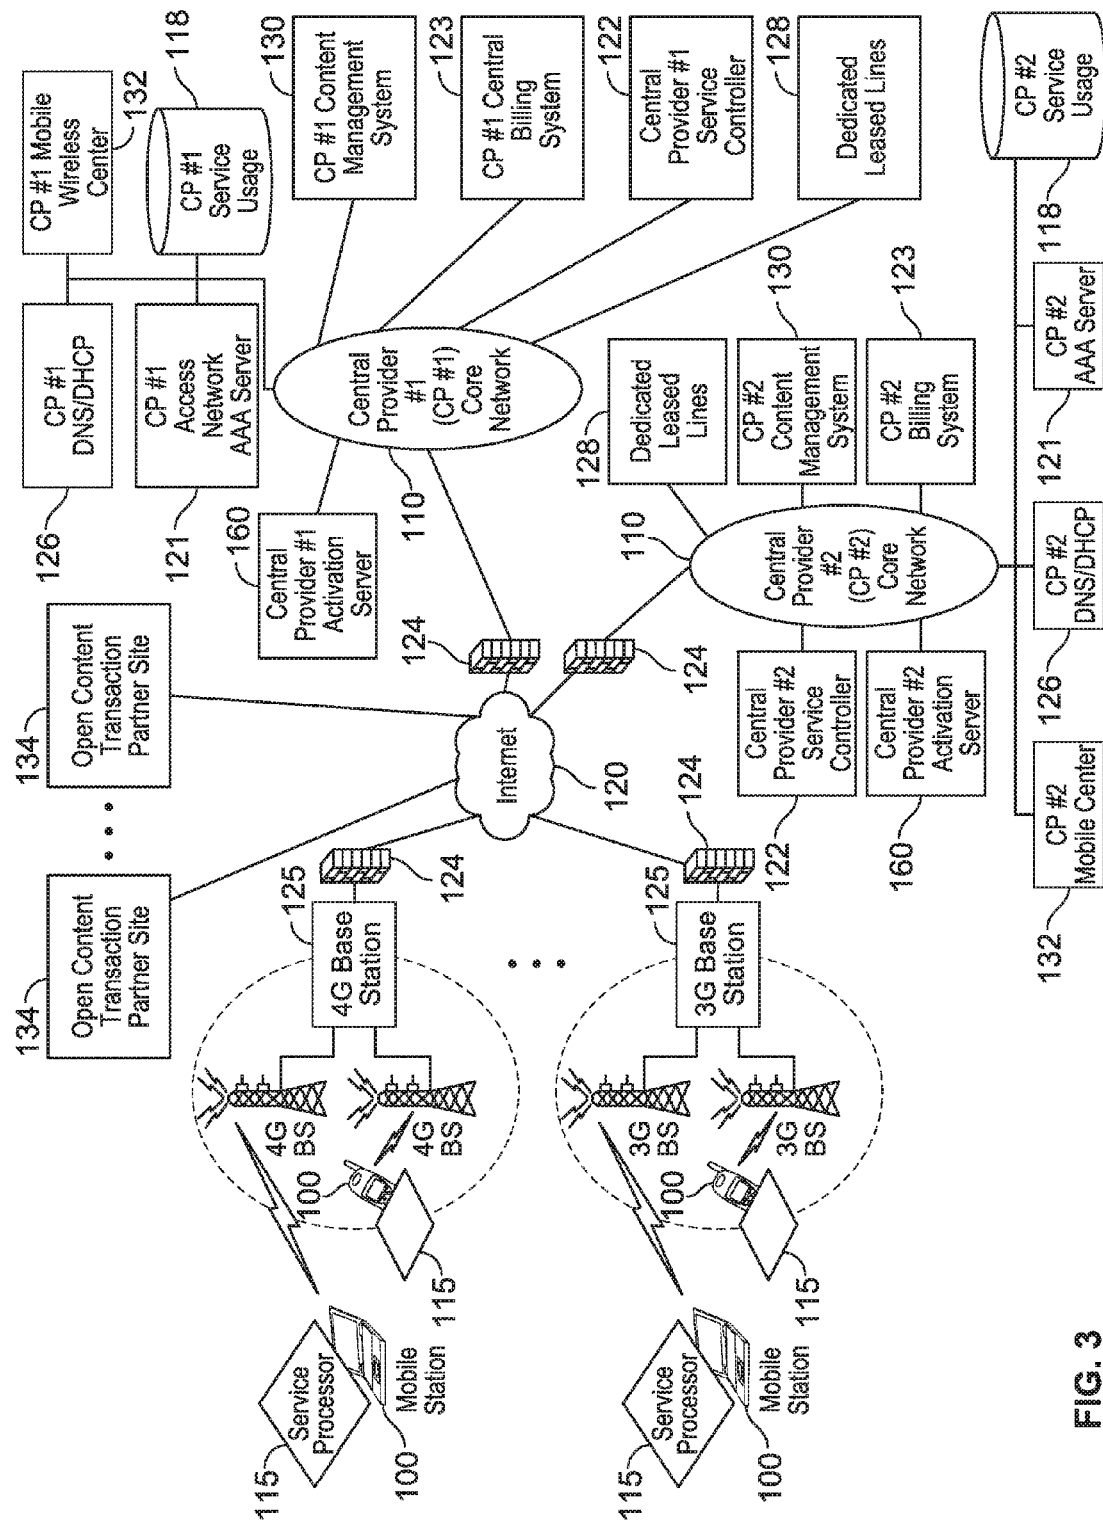 134
Open Content
Transaction
Partner Site
134
Open Content
Transaction
Partner Site
126
CP #1
DNS/DHCP
CP #1 Mobile
Wireless
Center
132
121
CP #1
Access
Network
AAA Server
CP #1
Service
Usage
118
160
Central
Provider #1
Activation
Server
110
Central
Provider
#1
(CP #1)
Core
Network
CP #1 Content
Management
System
130
CP #1 Central
Billing
System
123
Central
Provider #1
Service
Controller
122
Dedicated
Leased Lines
128
115
Service
Processor
100
Mobile
Station
115
100
4G
BS
4G
BS
4G Base
Station
125
124
Internet
120
124
124
115
Service
Processor
100
Mobile
Station
115
100
3G
BS
3G
BS
3G Base
Station
125
124
110
Central
Provider
#2
(CP #2)
Core
Network
128
Dedicated
Leased
Lines
122
Central
Provider #2
Service
Controller
CP #2
Content
Management
System
130
160
Central
Provider #2
Activation
Server
CP #2
Billing
System
123
132
CP #2
Mobile Center
126
CP #2
DNS/DHCP
121
CP #2
AAA Server
118
CP #2
Service
Usage
FIG. 3